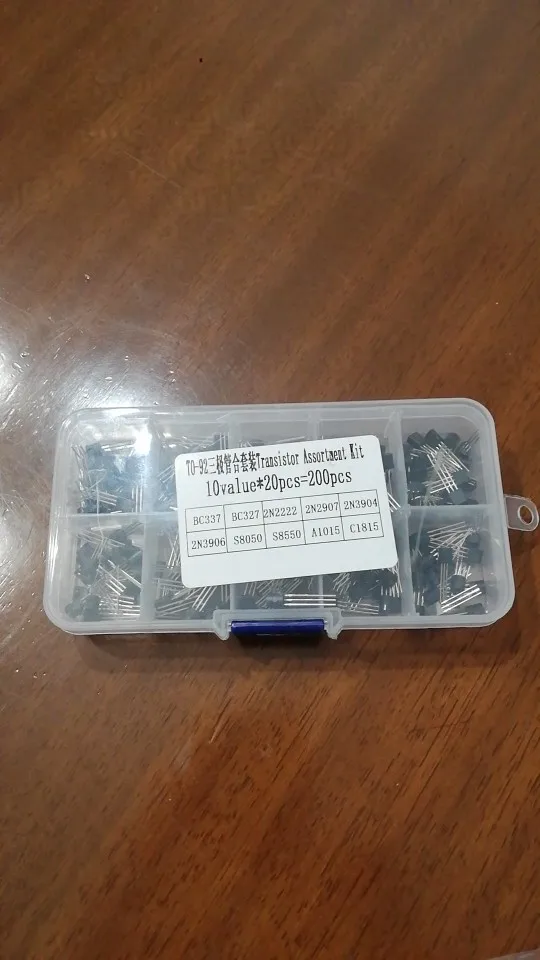 TO-92三极管合套装Transistor Assortment Kit
10value*20pcs=200pcs
BC337 BC327 2N2222 2N2907 2N3904
2N3906 S8050 S8550 A1015 C1815